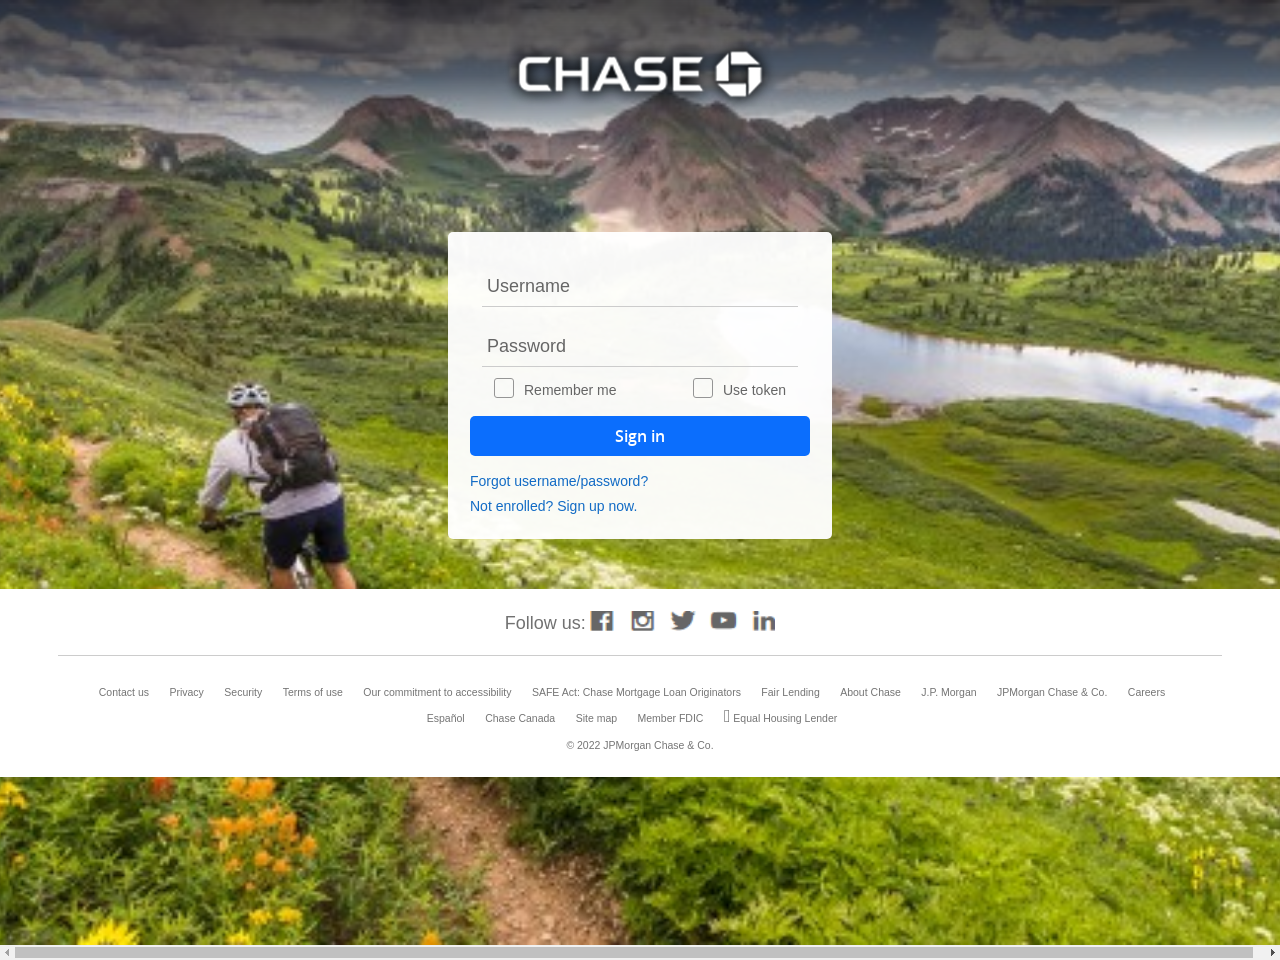 CHASE
Username
Password
Remember me Use token
Sign in
Forgot username/password?
Not enrolled? Sign up now.
Follow us:
Contact us Privacy Security Terms of use Our commitment to accessibility SAFE Act: Chase Mortgage Loan Originators Fair Lending About Chase J.P. Morgan JPMorgan Chase & Co. Careers
Español Chase Canada Site map Member FDIC Equal Housing Lender
© 2022 JPMorgan Chase & Co.